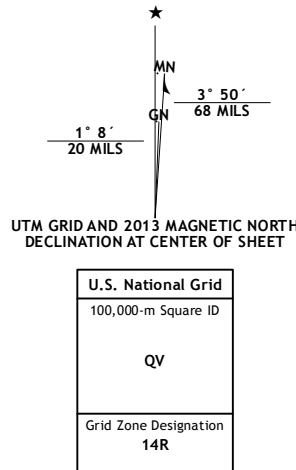 MN
GN
3° 50´
68 MILS
1° 8´
20 MILS
UTM GRID AND 2013 MAGNETIC NORTH
DECLINATION AT CENTER OF SHEET
U.S. National Grid
100,000-m Square ID
QV
Grid Zone Designation
14R